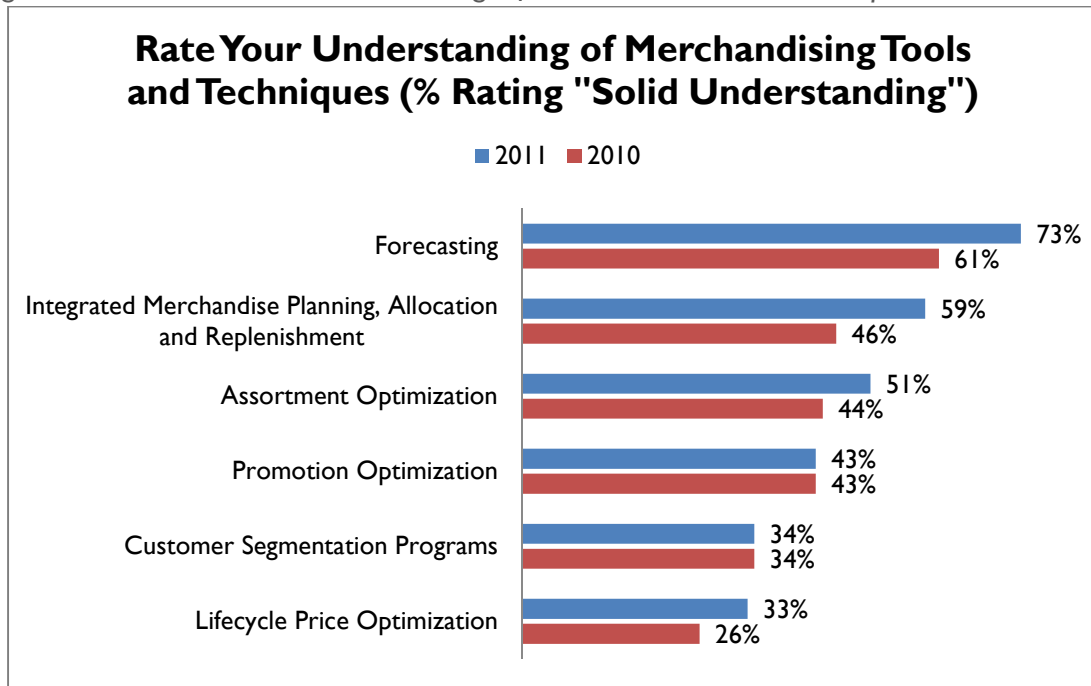 Rate Your Understanding of Merchandising Tools
and Techniques (% Rating "Solid Understanding")
2011 2010
Forecasting
73%
61%
Integrated Merchandise Planning, Allocation
and Replenishment
59%
46%
Assortment Optimization
51%
44%
Promotion Optimization
43%
43%
Customer Segmentation Programs
34%
34%
Lifecycle Price Optimization
33%
26%